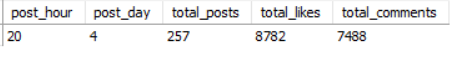 post_hour post_day total_posts total_likes total_comments
20 4 257 8782 7488